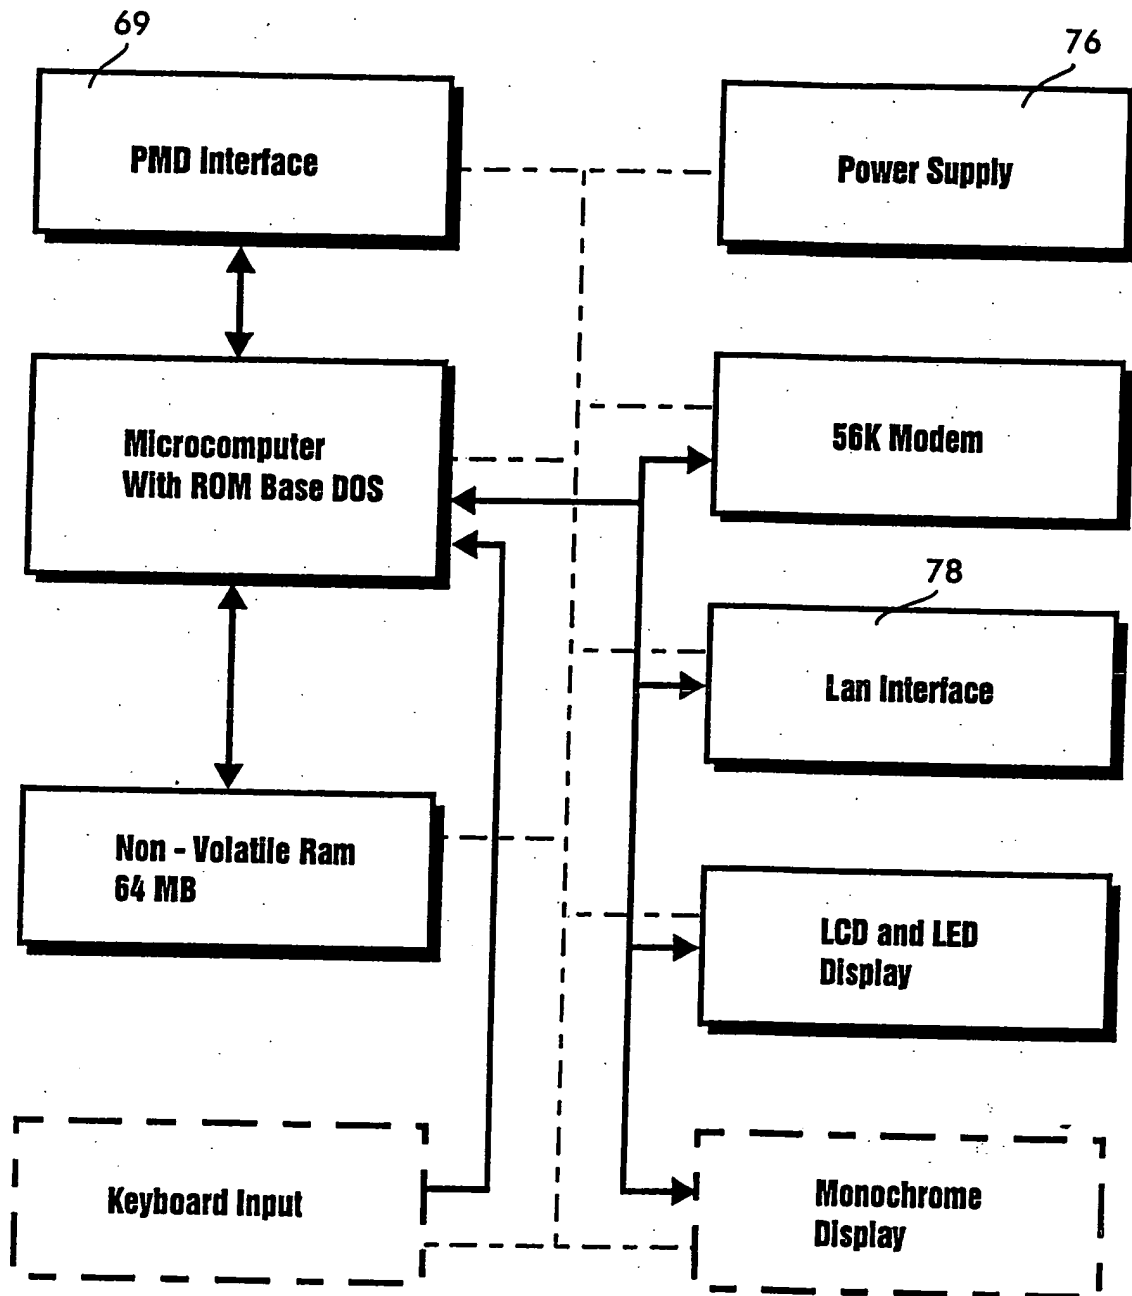 69
76
PMD Interface
Power Supply
Microcomputer
With ROM Base DOS
56K Modem
78
Lan Interface
Non - Volatile Ram
64 MB
LCD and LED
Display
Keyboard Input
Monochrome
Display